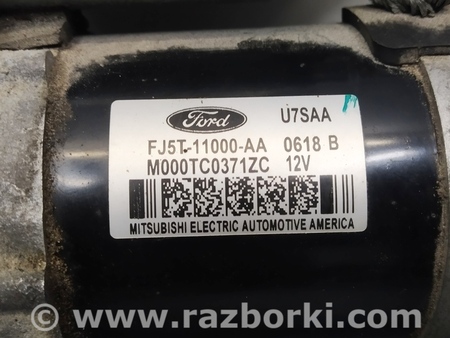 Ford U7SAA
FJ5T-11000-AA 0618 B
M000TC0371ZC 12V
MITSUBISHI ELECTRIC AUTOMOTIVE AMERICA
www.razborki.com